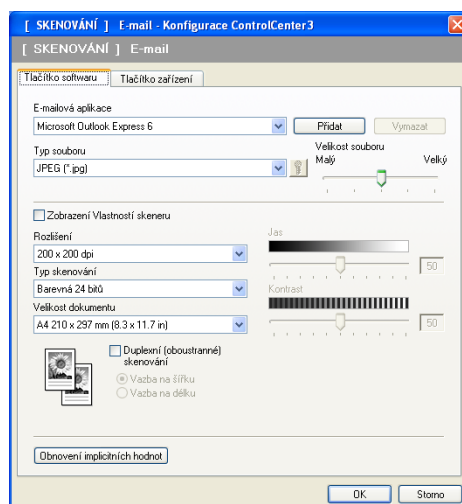 [ SKENOVÁNÍ ]  E-mail - Konfigurace ControlCenter3
[ SKENOVÁNÍ ]  E-mail
Tlačítko softwaru
Tlačítko zařízení
E-mailová aplikace
Microsoft Outlook Express 6
Přidat
Vymazat
Typ souboru
Velikost souboru
Malý
Velký
JPEG (*.jpg)
Zobrazení Vlastností skeneru
Rozlišení
200 x 200 dpi
Typ skenování
Barevná 24 bitů
Velikost dokumentu
A4 210 x 297 mm (8.3 x 11.7 in)
Jas
50
Kontrast
50
Duplexní (oboustranné)
skenování
Vazba na šířku
Vazba na délku
Obnovení implicitních hodnot
OK
Storno